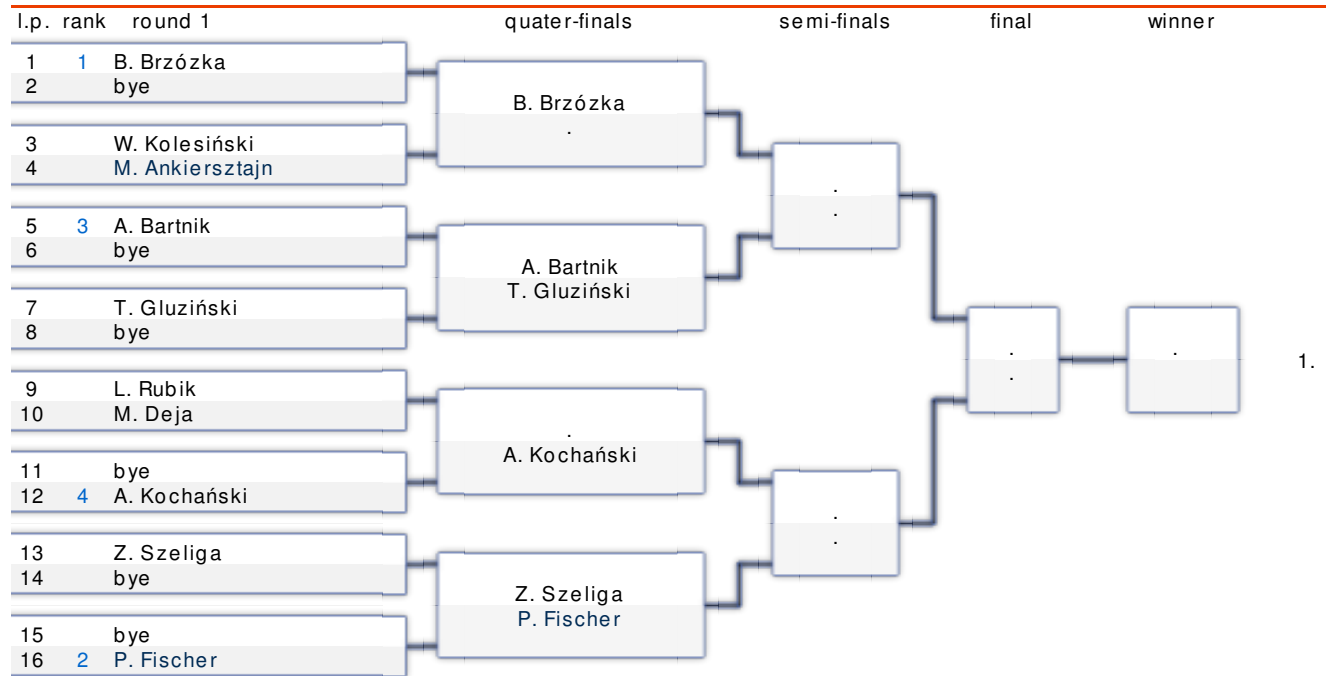 l.p. rank round 1 quater-finals semi-finals final winner
1 1 B. Brzózka
2 bye
B. Brzózka
.
3 W. Kolesiński
4 M. Ankiersztajn
.
.
5 3 A. Bartnik
6 bye
A. Bartnik
T. Gluziński
7 T. Gluziński
8 bye
.
.
.
1.
9 L. Rubik
10 M. Deja
.
A. Kochański
11 bye
12 4 A. Kochański
.
.
13 Z. Szeliga
14 bye
Z. Szeliga
P. Fischer
15 bye
16 2 P. Fischer